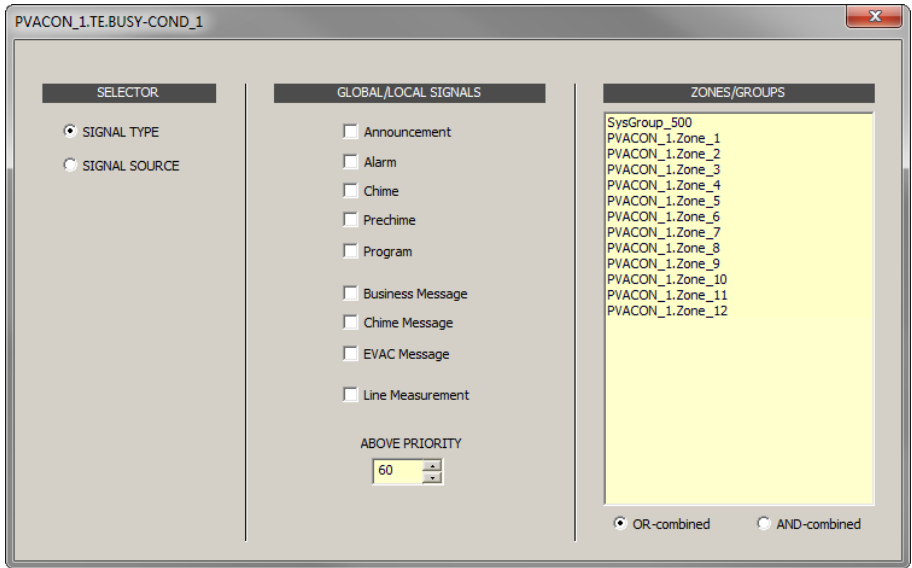 PVACON_1.TE.BUSY-COND_1
SELECTOR
SIGNAL TYPE
SIGNAL SOURCE
GLOBAL/LOCAL SIGNALS
Announcement
Alarm
Chime
Prechime
Program
Business Message
Chime Message
EVAC Message
Line Measurement
ABOVE PRIORITY
60
ZONES/GROUPS
SysGroup_500
PVACON_1.Zone_1
PVACON_1.Zone_2
PVACON_1.Zone_3
PVACON_1.Zone_4
PVACON_1.Zone_5
PVACON_1.Zone_6
PVACON_1.Zone_7
PVACON_1.Zone_8
PVACON_1.Zone_9
PVACON_1.Zone_10
PVACON_1.Zone_11
PVACON_1.Zone_12
OR-combined
AND-combined